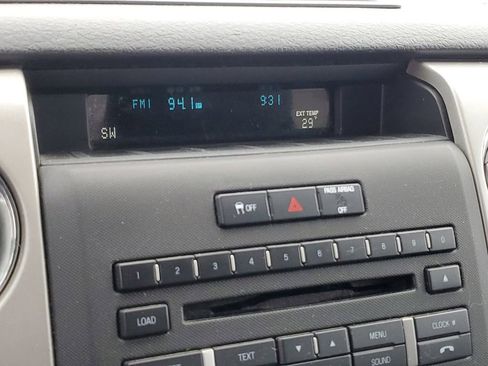 FM1 94.1 9:31
EXT TEMP
SW 29°
PASS AIRBAG
OFF OFF
1 2 3 4 5 6 7 8 9 0
LOAD
CLOCK
TEXT MENU
SOUND